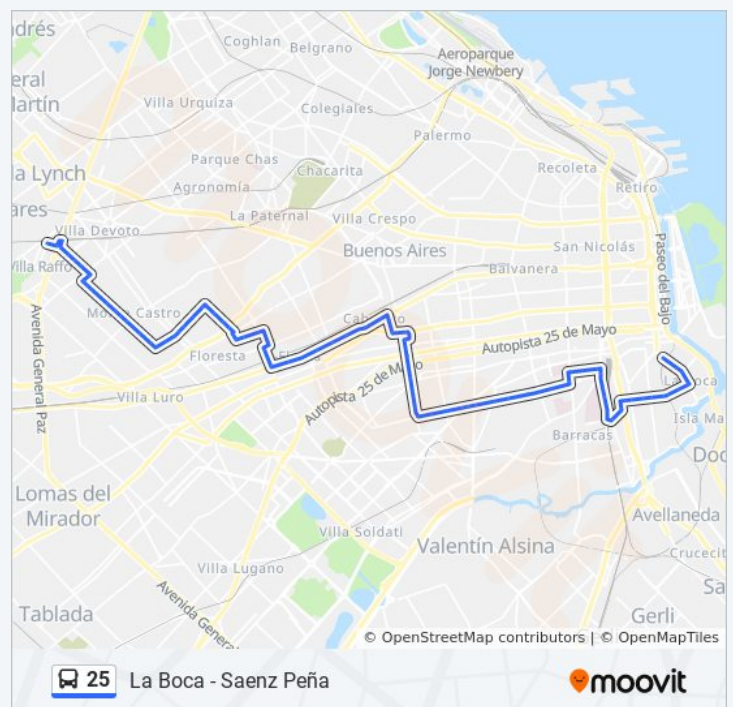 drés
Coghlan
Belgrano
Aeroparque
Jorge Newbery
eral
Martín
Villa Urquiza
Colegiales
Palermo
Parque Chas
Chacarita
Recoleta
la Lynch
Agronomía
Retiro
ares
La Paternal
Villa Crespo
Villa Devoto
Buenos Aires
San Nicolás
Villa Raffo
Balvanera
Paseo del Bajo
Avenida General Paz
Autopista 25 de Mayo
Floresta
Autopista 25 de Mayo
La Boca
Villa Luro
Isla Ma
Barracas
Doc
Lomas del
Mirador
Avellaneda
Villa Soldati
Valentín Alsina
Crucecit
Villa Lugano
Sa
Avenida General
Tablada
Gerli
© OpenStreetMap contributors | © OpenMapTiles
25 La Boca - Saenz Peña
moovit